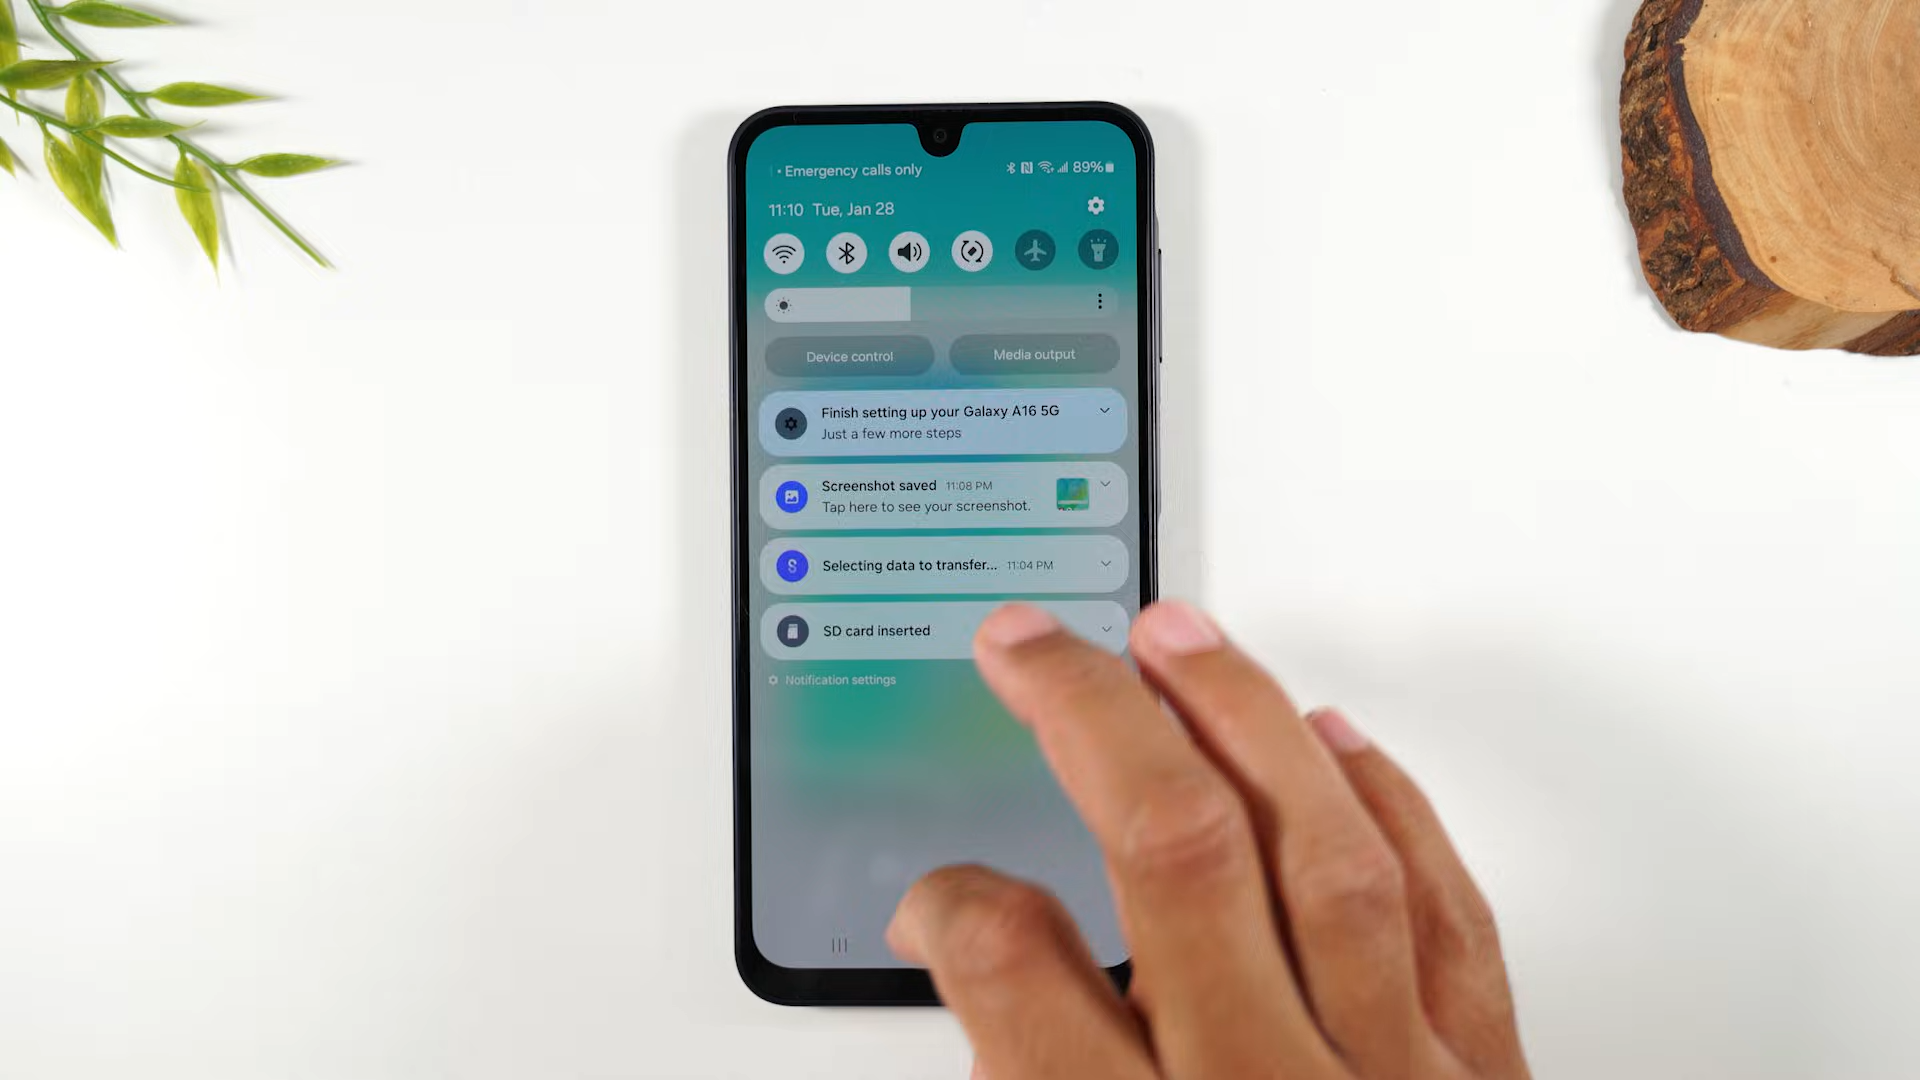 • Emergency calls only
89%
11:10 Tue, Jan 28
Device control
Media output
Finish setting up your Galaxy A16 5G
Just a few more steps
Screenshot saved 11:08 PM
Tap here to see your screenshot.
Selecting data to transfer... 11:04 PM
SD card inserted
Notification settings